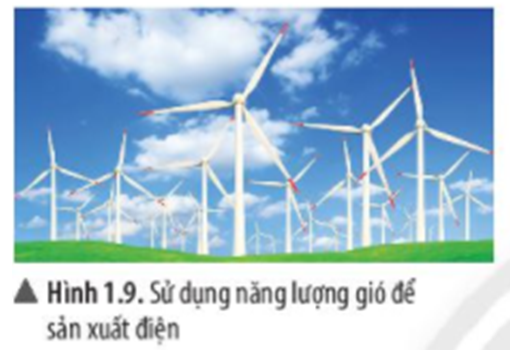 ▲ Hình 1.9. Sử dụng năng lượng gió để
sản xuất điện